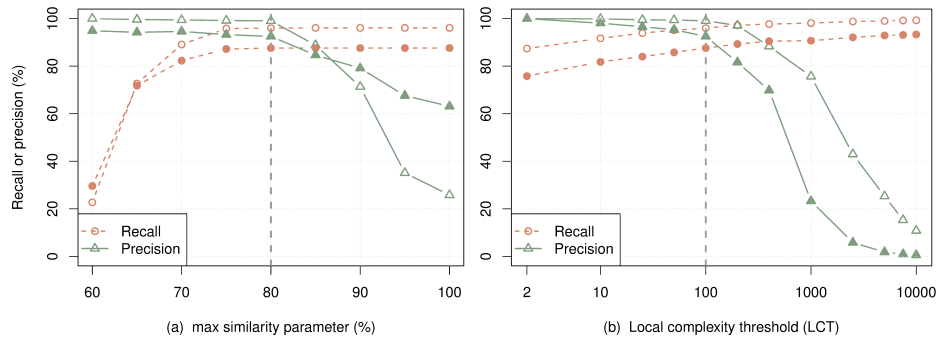 Recall or precision (%)
100
80
60
40
20
0
Recall
Precision
60 70 80 90 100
(a) max similarity parameter (%)
100
80
60
40
20
0
Recall
Precision
2 10 100 1000 10000
(b) Local complexity threshold (LCT)